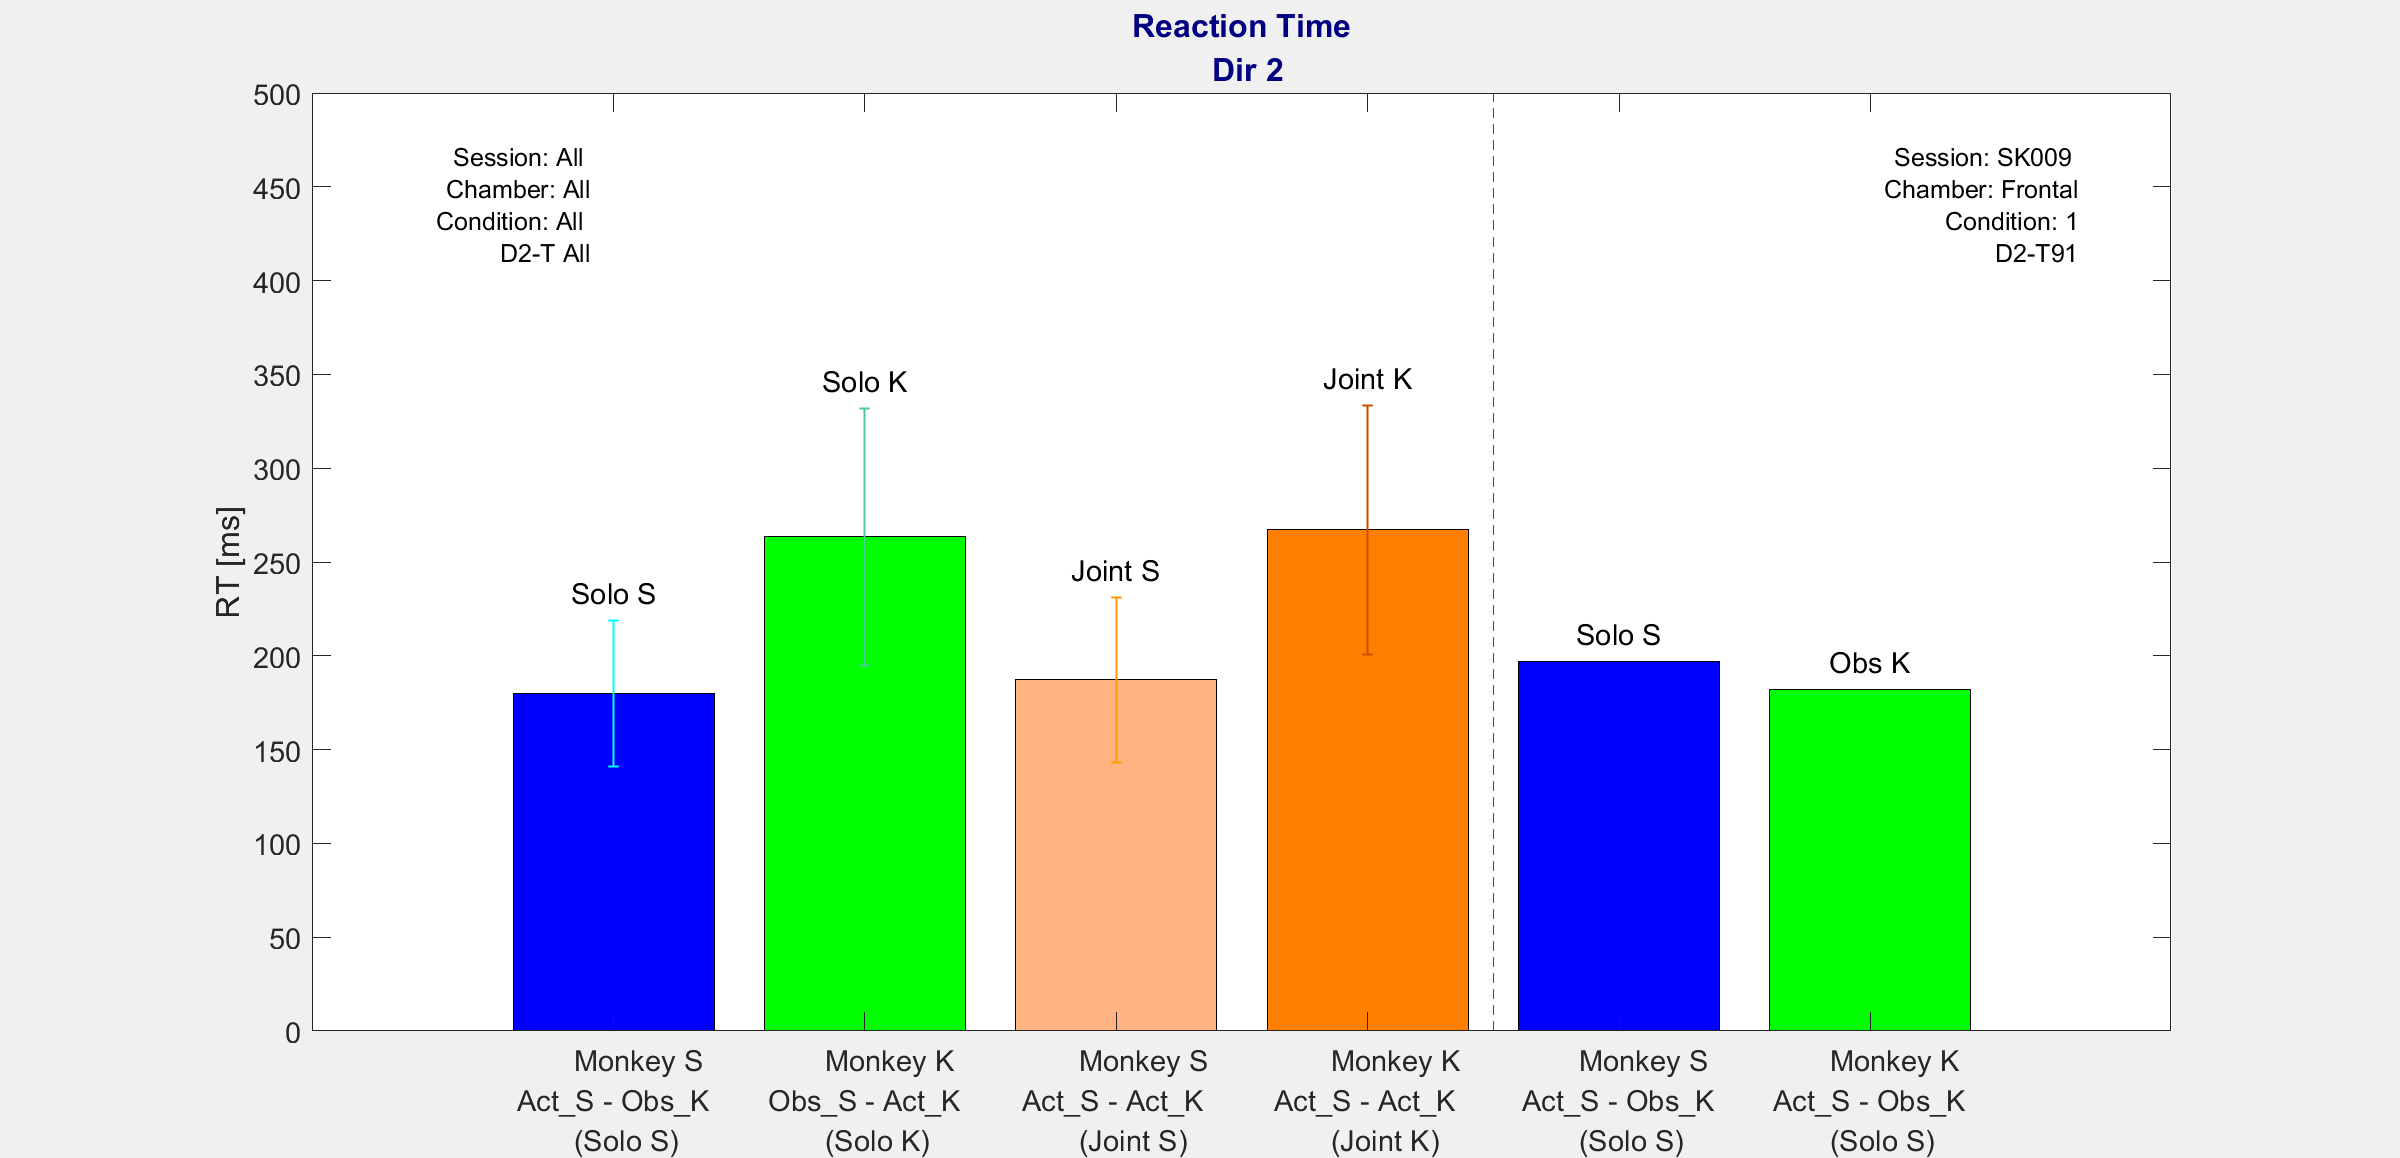 Reaction Time
Dir 2
500
450
400
350
300
250
200
150
100
50
0
RT [ms]
Session: All
Chamber: All
Condition: All
D2-T All
Session: SK009
Chamber: Frontal
Condition: 1
D2-T91
Solo S
Solo K
Joint S
Joint K
Solo S
Obs K
Monkey S
Act_S - Obs_K
(Solo S)
Monkey K
Obs_S - Act_K
(Solo K)
Monkey S
Act_S - Act_K
(Joint S)
Monkey K
Act_S - Act_K
(Joint K)
Monkey S
Act_S - Obs_K
(Solo S)
Monkey K
Act_S - Obs_K
(Solo S)